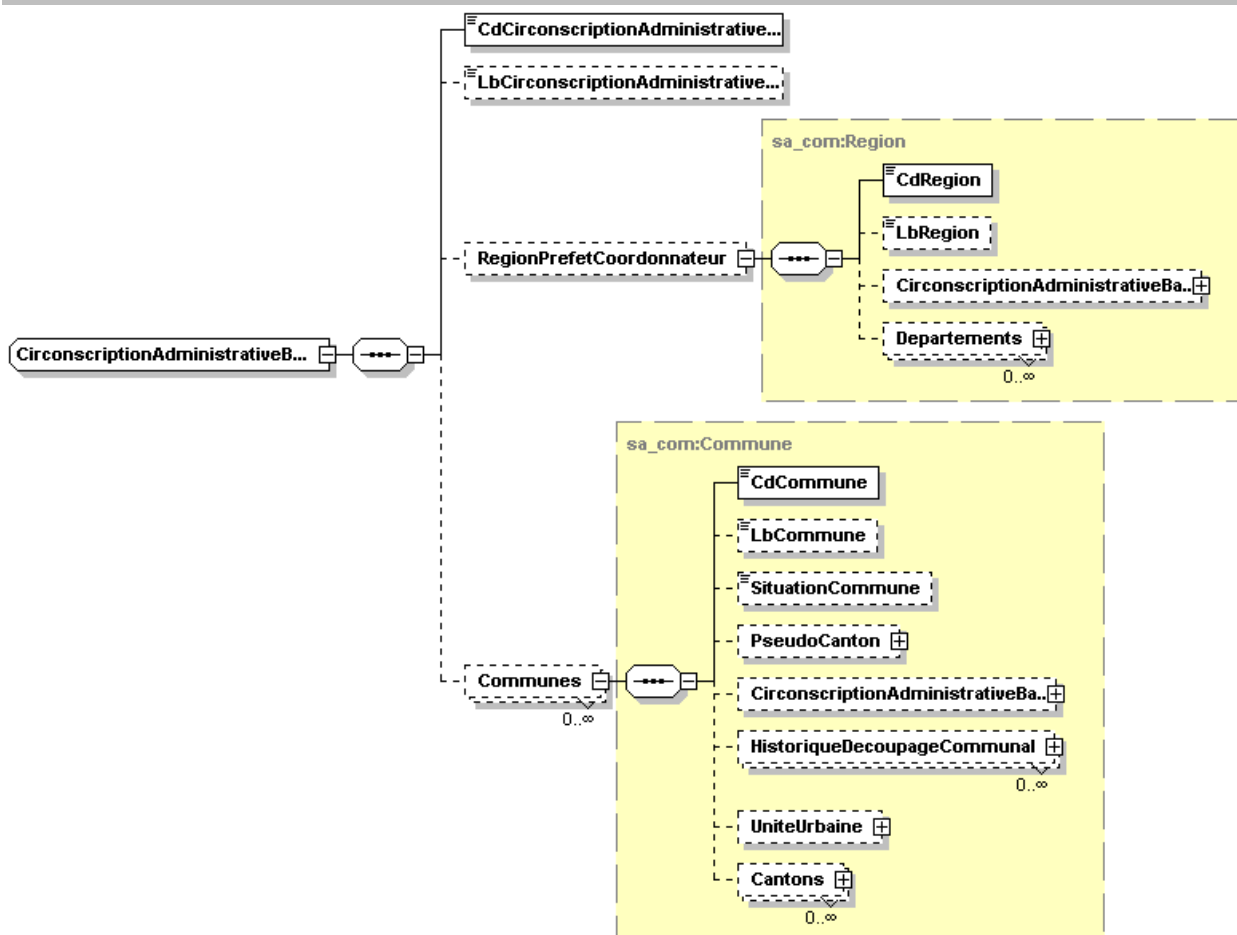 CdCirconscriptionAdministrative...
LbCirconscriptionAdministrative...
sa_com:Region
CdRegion
LbRegion
RegionPrefetCoordonnateur
CirconscriptionAdministrativeBa..
Departements
0..∞
CirconscriptionAdministrativeB...
sa_com:Commune
CdCommune
LbCommune
SituationCommune
PseudoCanton
Communes
0..∞
CirconscriptionAdministrativeBa..
HistoriqueDecoupageCommunal
0..∞
UniteUrbaine
Cantons
0..∞